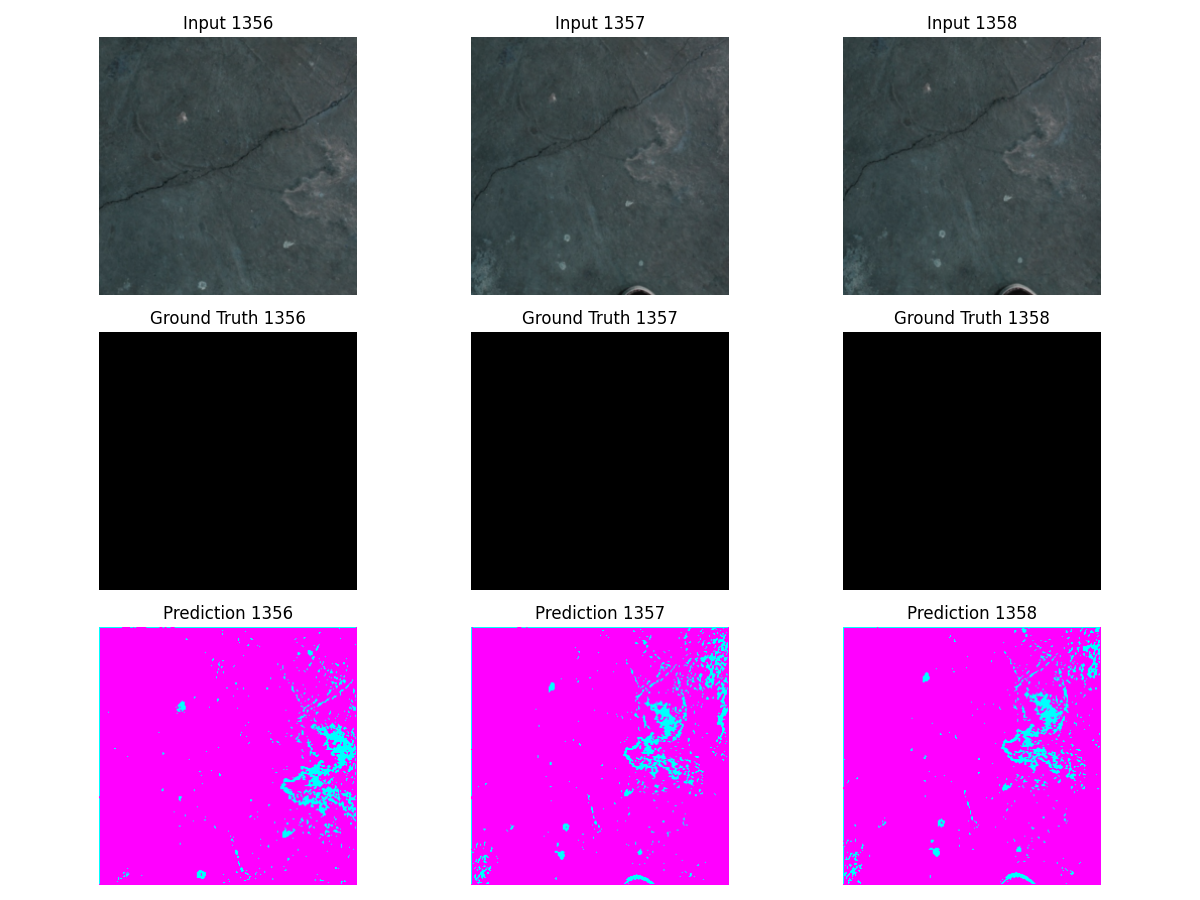 Input 1356
Input 1357
Input 1358
Ground Truth 1356
Ground Truth 1357
Ground Truth 1358
Prediction 1356
Prediction 1357
Prediction 1358